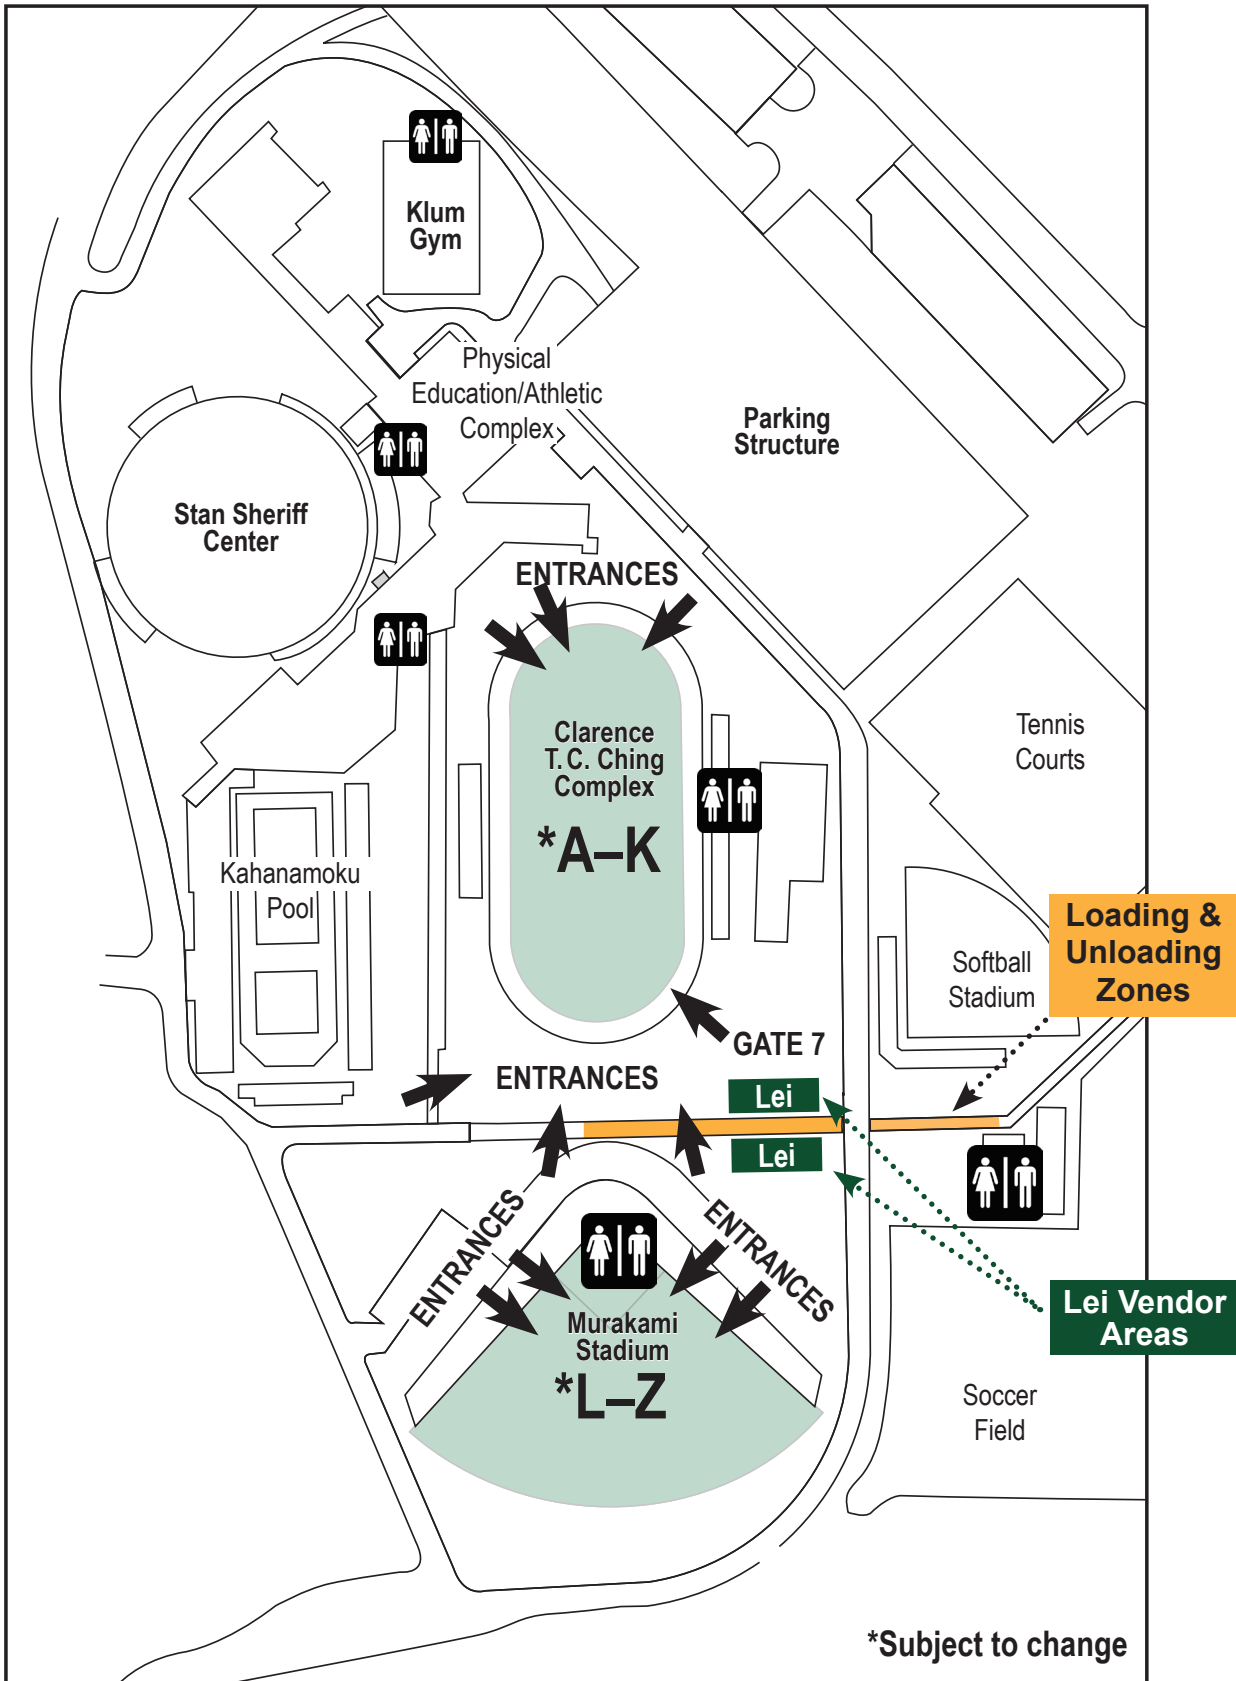 Klum
Gym
Physical
Education/Athletic
Complex
Parking
Structure
Stan Sheriff
Center
ENTRANCES
Clarence
T. C. Ching
Complex
*A–K
Tennis
Courts
Kahanamoku
Pool
Loading &
Unloading
Zones
Softball
Stadium
GATE 7
ENTRANCES
Lei
Lei
ENTRANCES
ENTRANCES
Lei Vendor
Areas
Murakami
Stadium
*L–Z
Soccer
Field
*Subject to change